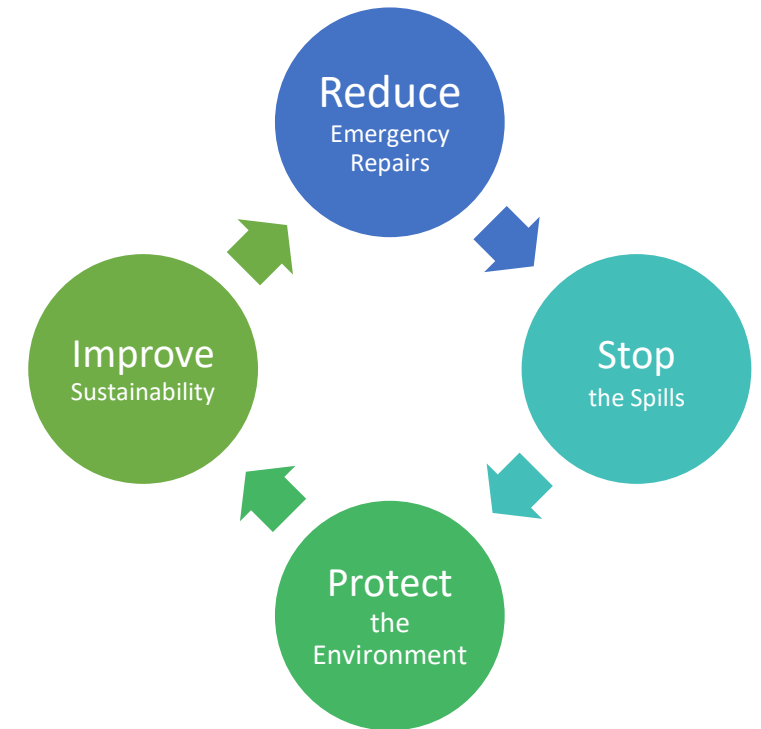 Reduce
Emergency
Repairs
Stop
the Spills
Protect
the
Environment
Improve
Sustainability